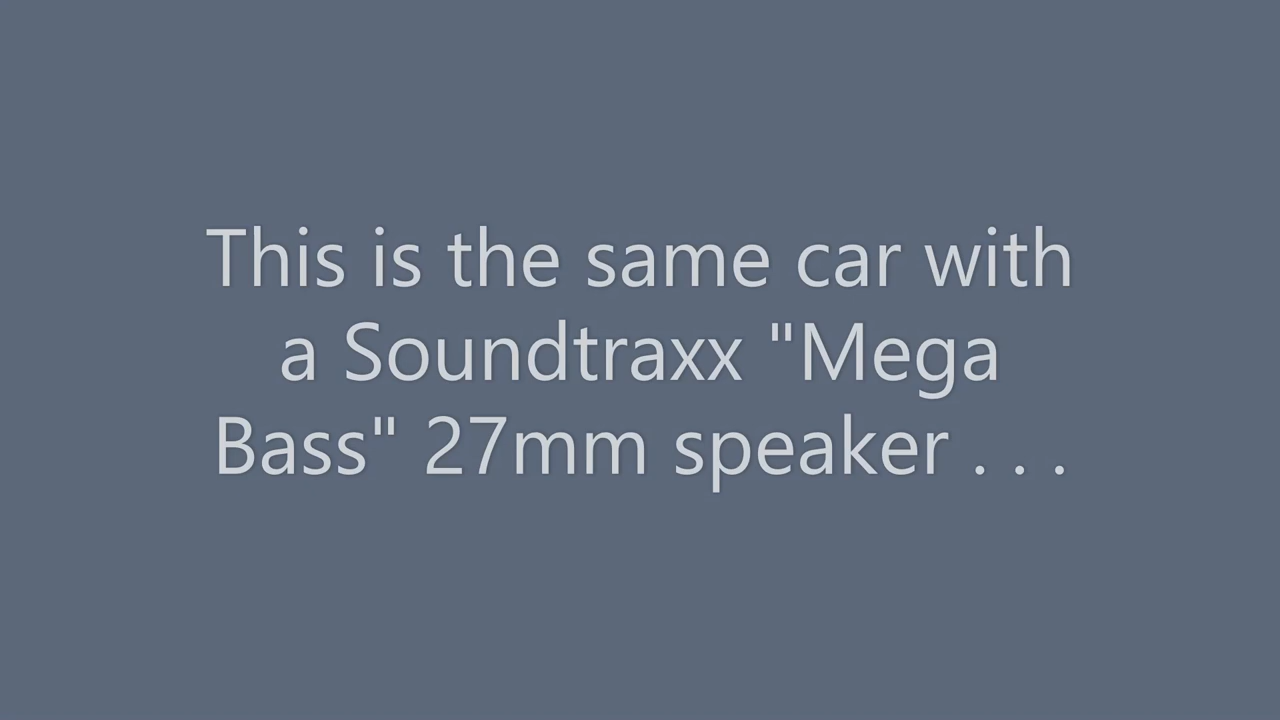 This is the same car with
a Soundtraxx "Mega
Bass" 27mm speaker . . .